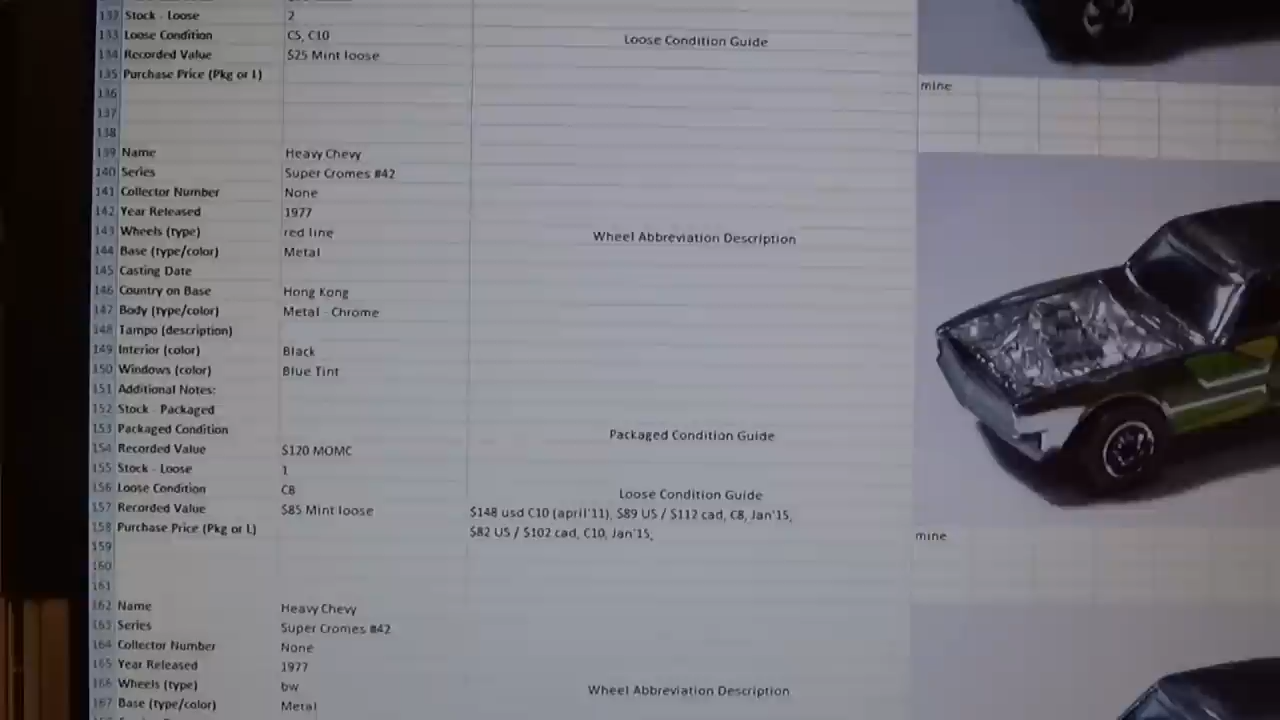 132 Stock - Loose 2
133 Loose Condition C5, C10 Loose Condition Guide
134 Recorded Value $25 Mint loose
135 Purchase Price (Pkg or L) mine
136
137
138
139 Name Heavy Chevy
140 Series Super Cromes #42
141 Collector Number None
142 Year Released 1977
143 Wheels (type) red line Wheel Abbreviation Description
144 Base (type/color) Metal
145 Casting Date
146 Country on Base Hong Kong
147 Body (type/color) Metal - Chrome
148 Tampo (description)
149 Interior (color) Black
150 Windows (color) Blue Tint
151 Additional Notes:
152 Stock - Packaged
153 Packaged Condition Packaged Condition Guide
154 Recorded Value $120 MOMC
155 Stock - Loose 1
156 Loose Condition C8 Loose Condition Guide
157 Recorded Value $85 Mint loose $148 usd C10 (april'11), $89 US / $112 cad, C8, Jan'15,
158 Purchase Price (Pkg or L) $82 US / $102 cad, C10, Jan'15, mine
159
160
161
162 Name Heavy Chevy
163 Series Super Cromes #42
164 Collector Number None
165 Year Released 1977
166 Wheels (type) bw Wheel Abbreviation Description
167 Base (type/color) Metal